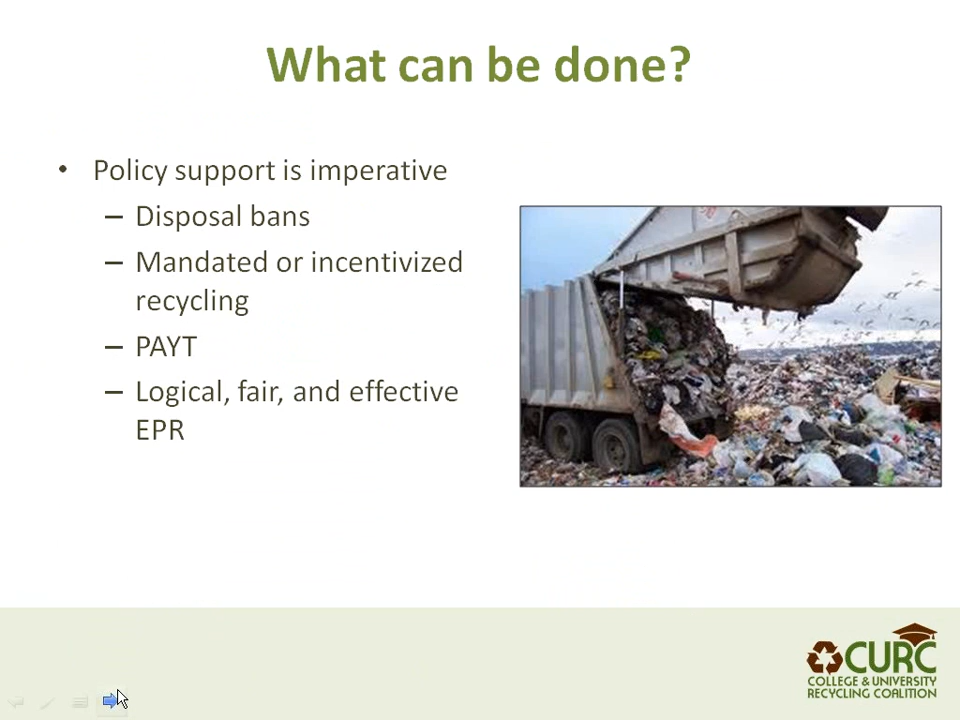 What can be done?
• Policy support is imperative
– Disposal bans
– Mandated or incentivized
recycling
– PAYT
– Logical, fair, and effective
EPR
CURC
COLLEGE & UNIVERSITY
RECYCLING COALITION